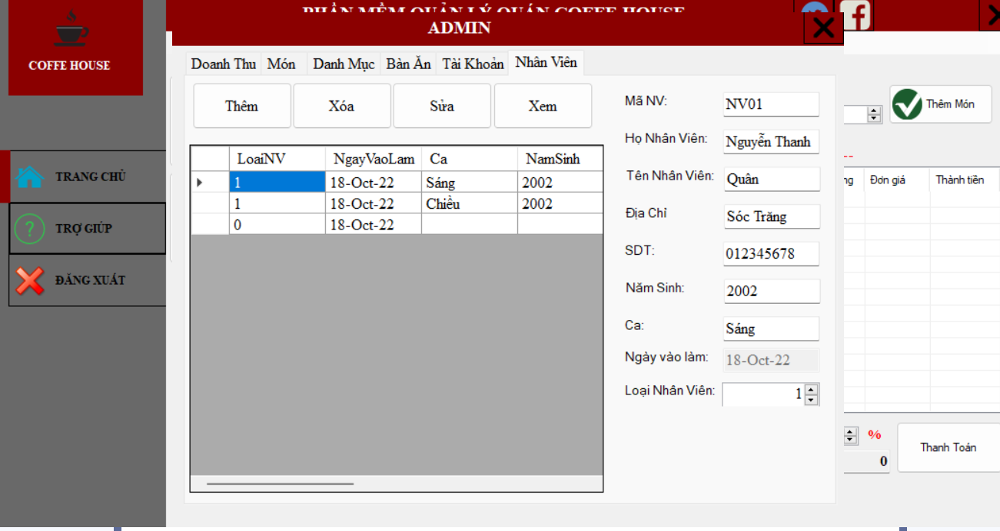 PHẦN MỀM QUẢN LÝ QUÁN COFFE HOUSE
ADMIN
COFFE HOUSE
TRANG CHỦ
TRỢ GIÚP
ĐĂNG XUẤT
Doanh Thu Món Danh Mục Bàn Ăn Tài Khoản Nhân Viên
Thêm Xóa Sửa Xem
LoaiNV NgayVaoLam Ca NamSinh
1 18-Oct-22 Sáng 2002
1 18-Oct-22 Chiều 2002
0 18-Oct-22
Mã NV: NV01
Họ Nhân Viên: Nguyễn Thanh
Tên Nhân Viên: Quân
Địa Chỉ Sóc Trăng
SDT: 012345678
Năm Sinh: 2002
Ca: Sáng
Ngày vào làm: 18-Oct-22
Loại Nhân Viên: 1
Thêm Món
--
ng Đơn giá Thành tiền
%
0
Thanh Toán